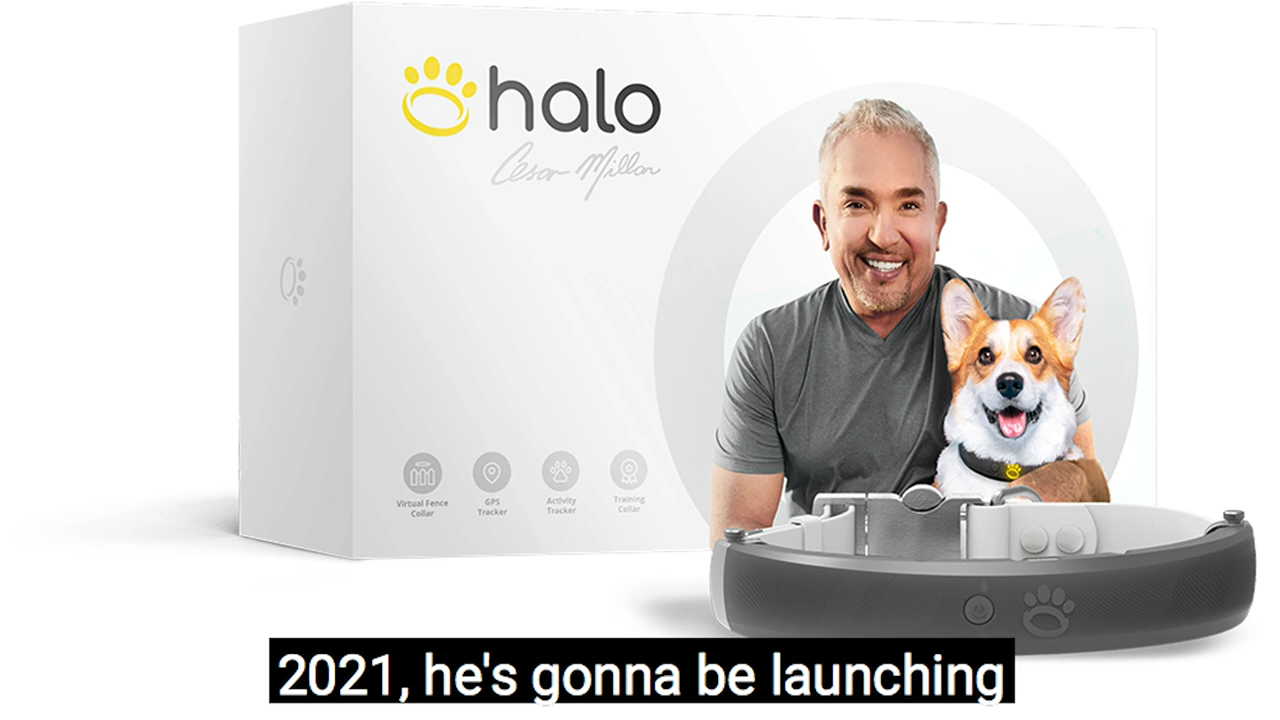 halo
Cesar Millan
Virtual Fence
Collar
GPS
Tracker
Activity
Tracker
Training
Collar
2021, he's gonna be launching